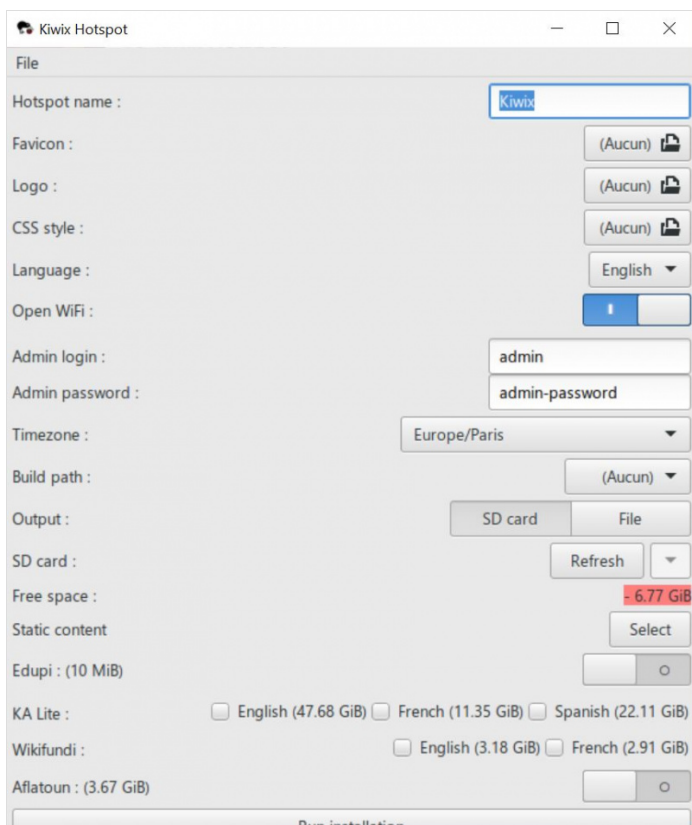 Kiwix Hotspot
File
Hotspot name : Kiwix
Favicon : (Aucun)
Logo : (Aucun)
CSS style : (Aucun)
Language : English
Open WiFi :
Admin login : admin
Admin password : admin-password
Timezone : Europe/Paris
Build path : (Aucun)
Output : SD card File
SD card : Refresh
Free space : - 6.77 GiB
Static content Select
Edupi : (10 MiB)
KA Lite : English (47.68 GiB) French (11.35 GiB) Spanish (22.11 GiB)
Wikifundi : English (3.18 GiB) French (2.91 GiB)
Aflatoun : (3.67 GiB)
Run installation